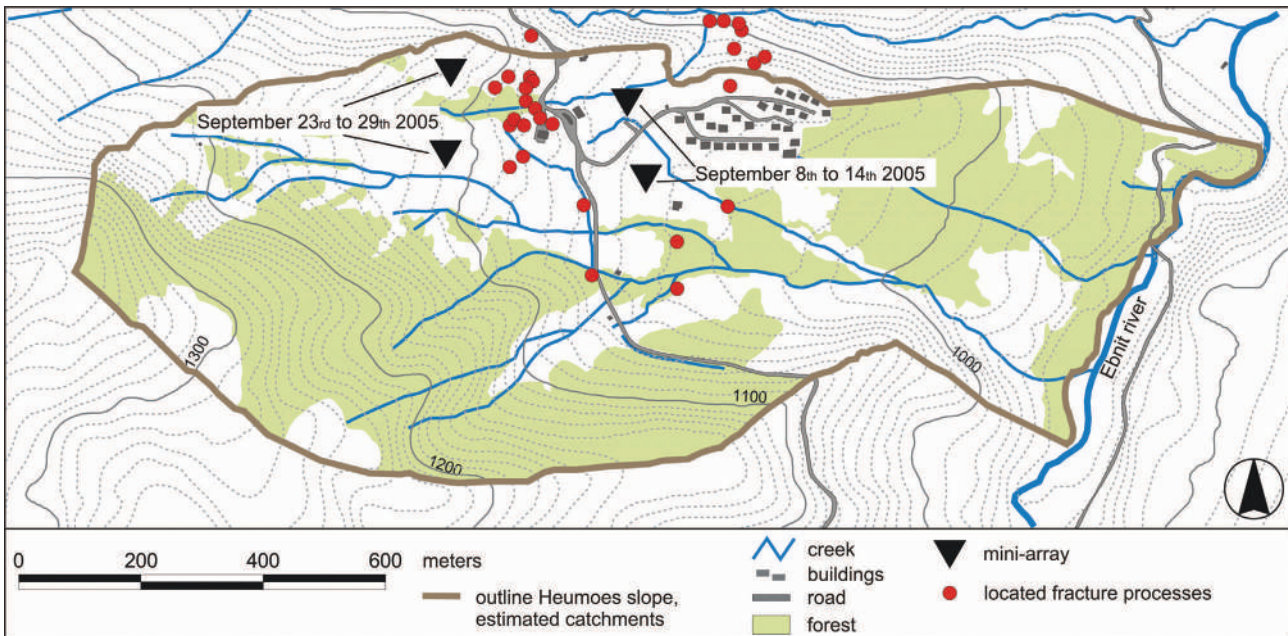 September 23rd to 29th 2005
September 8th to 14th 2005
1300
1200
1100
1000
Ebnit river
0 200 400 600 meters
outline Heumoes slope,
estimated catchments
creek
buildings
road
forest
mini-array
located fracture processes